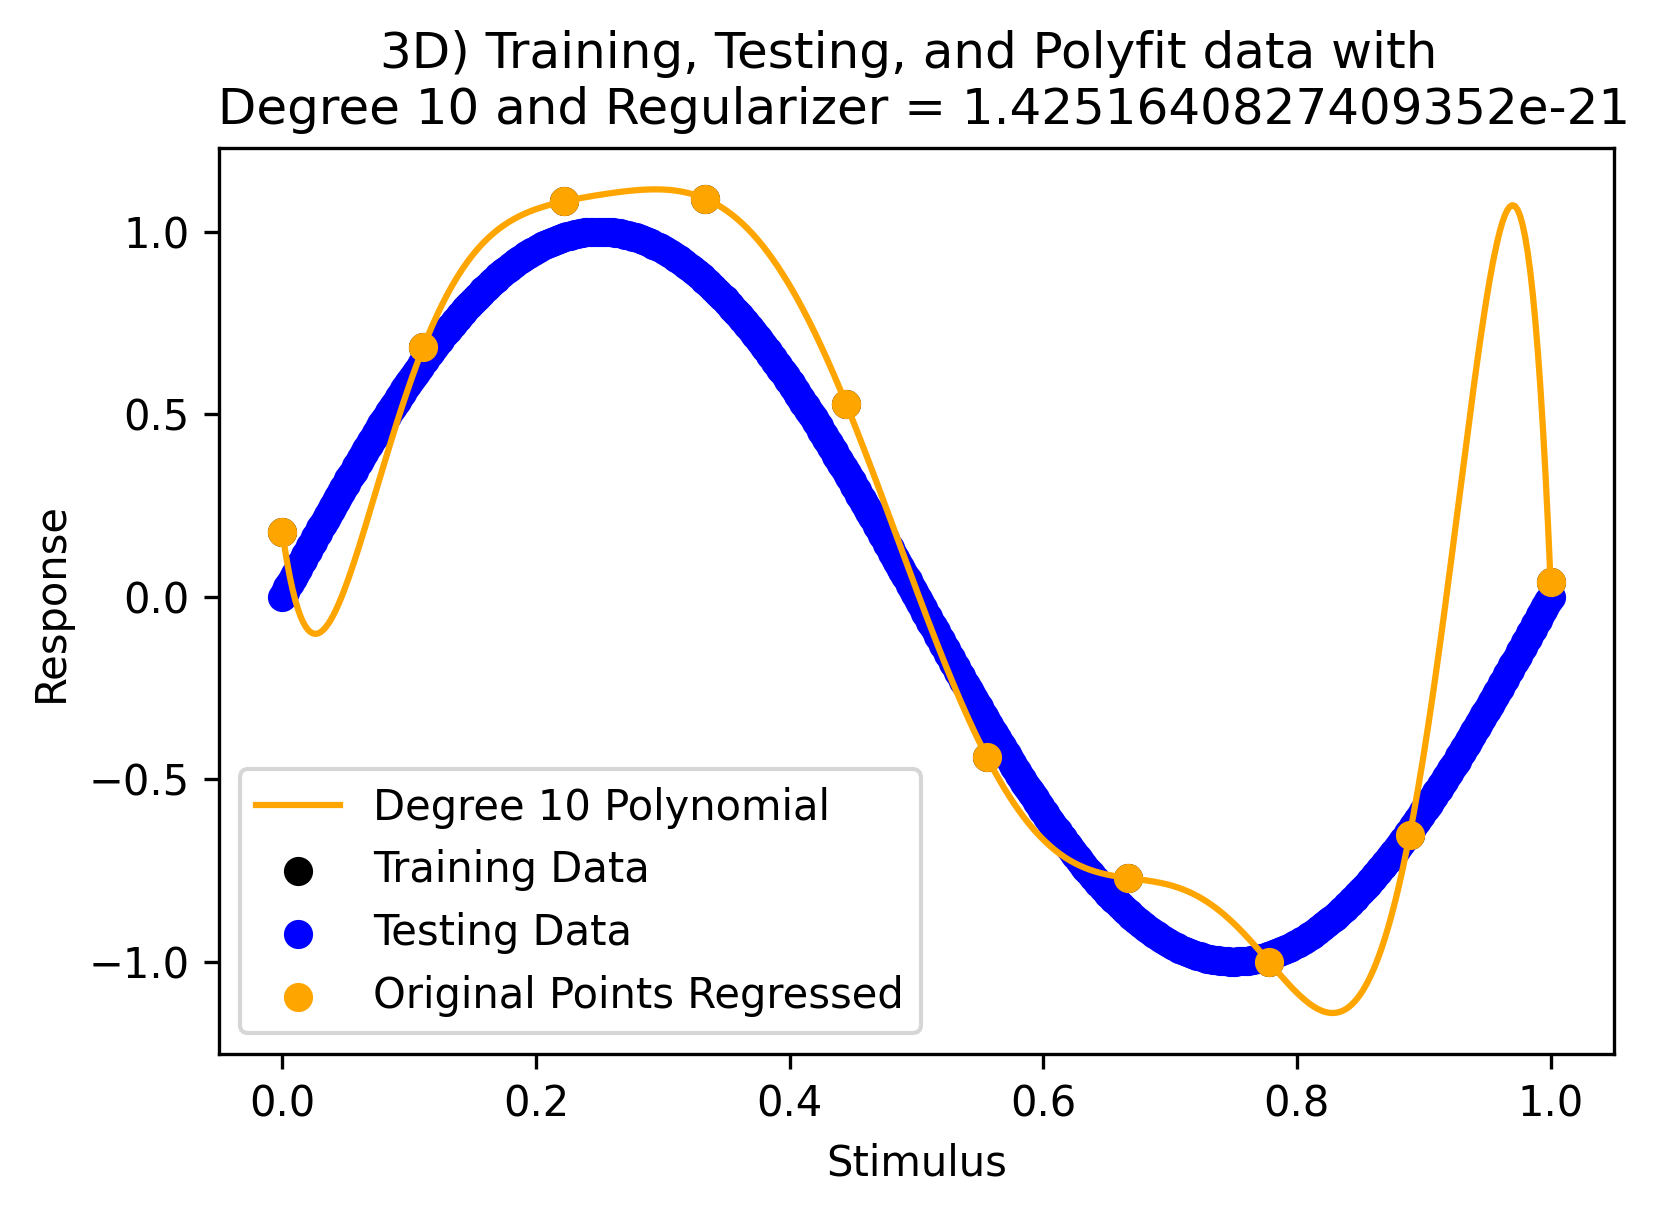 3D) Training, Testing, and Polyfit data with
Degree 10 and Regularizer = 1.4251640827409352e-21
1.0
0.5
0.0
−0.5
−1.0
Response
Degree 10 Polynomial
Training Data
Testing Data
Original Points Regressed
0.0 0.2 0.4 0.6 0.8 1.0
Stimulus